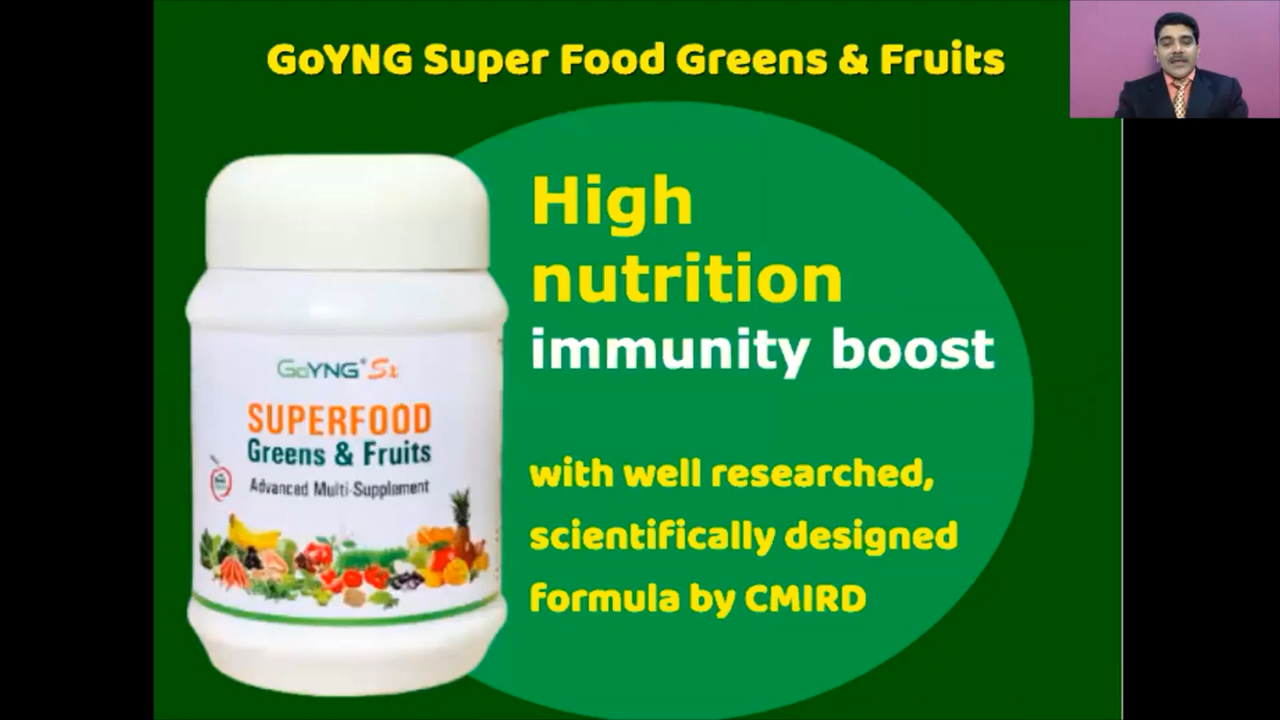 GoYNG Super Food Greens & Fruits
High
nutrition
immunity boost
with well researched,
scientifically designed
formula by CMIRD
GoYNG® Sx
SUPERFOOD
Greens & Fruits
Advanced Multi-Supplement